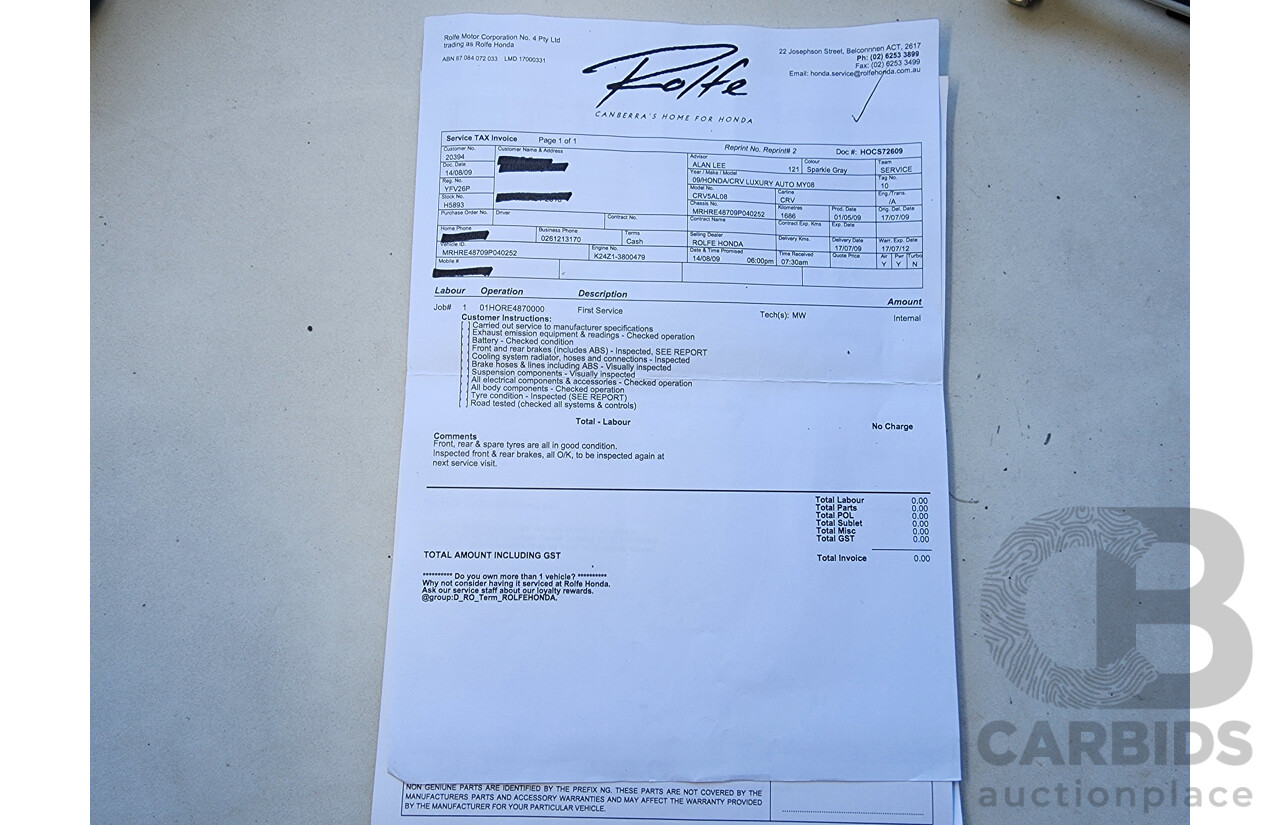 Rolfe Motor Corporation No. 4 Pty Ltd
trading as Rolfe Honda
ABN 87 084 072 033 LMD 17000331
Rolfe
CANBERRA'S HOME FOR HONDA
22 Josephson Street, Belconnnen ACT, 2617
Ph: (02) 6253 3899
Fax: (02) 6253 3499
Email: honda.service@rolfehonda.com.au
Service TAX Invoice Page 1 of 1 Reprint No. Reprint# 2 Doc #: HOCS72609
Customer No. Customer Name & Address Advisor Colour Team
20394 ALAN LEE 121 Sparkle Gray SERVICE
Doc. Date Year / Make / Model Tag No.
14/08/09 09/HONDA/CRV LUXURY AUTO MY08 10
Reg. No. Model No. Carline Eng./Trans.
YFV26P CRV5AL08 CRV /A
Stock No. Chassis No. Kilometres Prod. Date Orig. Del. Date
H5893 MRHRE48709P040252 1686 01/05/09 17/07/09
Purchase Order No. Driver Contract No. Contract Name Contract Exp. Kms Exp. Date
Home Phone Business Phone Terms Selling Dealer Delivery Kms. Delivery Date Warr. Exp. Date
0261213170 Cash ROLFE HONDA 17/07/09 17/07/12
Vehicle ID. Engine No. Date & Time Promised Time Received Quote Price Air Pwr Turbo
MRHRE48709P040252 K24Z1-3800479 14/08/09 06:00pm 07:30am Y Y N
Mobile #
Labour Operation Description Amount
Job# 1 01HORE4870000 First Service Tech(s): MW Internal
Customer Instructions:
[ ] Carried out service to manufacturer specifications
[ ] Exhaust emission equipment & readings - Checked operation
[ ] Battery - Checked condition
[ ] Front and rear brakes (includes ABS) - Inspected, SEE REPORT
[ ] Cooling system radiator, hoses and connections - Inspected
[ ] Brake hoses & lines including ABS - Visually inspected
[ ] Suspension components - Visually inspected
[ ] All electrical components & accessories - Checked operation
[ ] All body components - Checked operation
[ ] Tyre condition - Inspected (SEE REPORT)
[ ] Road tested (checked all systems & controls)
Total - Labour No Charge
Comments
Front, rear & spare tyres are all in good condition.
Inspected front & rear brakes, all O/K, to be inspected again at
next service visit.
Total Labour 0.00
Total Parts 0.00
Total POL 0.00
Total Sublet 0.00
Total Misc 0.00
Total GST 0.00
TOTAL AMOUNT INCLUDING GST Total Invoice 0.00
********** Do you own more than 1 vehicle? **********
Why not consider having it serviced at Rolfe Honda.
Ask our service staff about our loyalty rewards.
@group:D_RO_Term_ROLFEHONDA.
NON GENIUNE PARTS ARE IDENTIFIED BY THE PREFIX NG. THESE PARTS ARE NOT COVERED BY THE
MANUFACTURERS PARTS AND ACCESSORY WARRANTIES AND MAY AFFECT THE WARRANTY PROVIDED
BY THE MANUFACTURER FOR YOUR PARTICULAR VEHICLE.
CB
CARBIDS
auctionplace